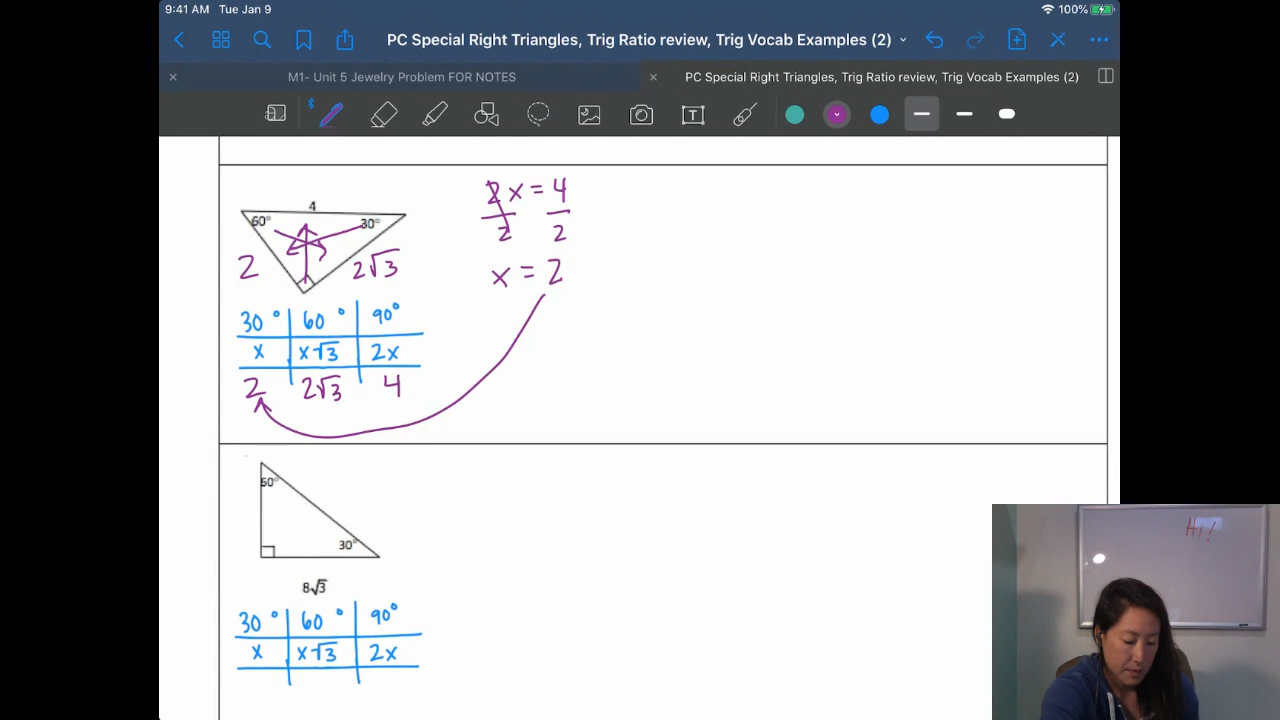 9:41 AM Tue Jan 9 100%
PC Special Right Triangles, Trig Ratio review, Trig Vocab Examples (2)
M1- Unit 5 Jewelry Problem FOR NOTES PC Special Right Triangles, Trig Ratio review, Trig Vocab Examples (2)
T
4
60° 30°
2 2√3
2x = 4
2 2
x = 2
30° 60° 90°
x x√3 2x
2 2√3 4
60°
30°
8√3
30° 60° 90°
x x√3 2x
Hi!